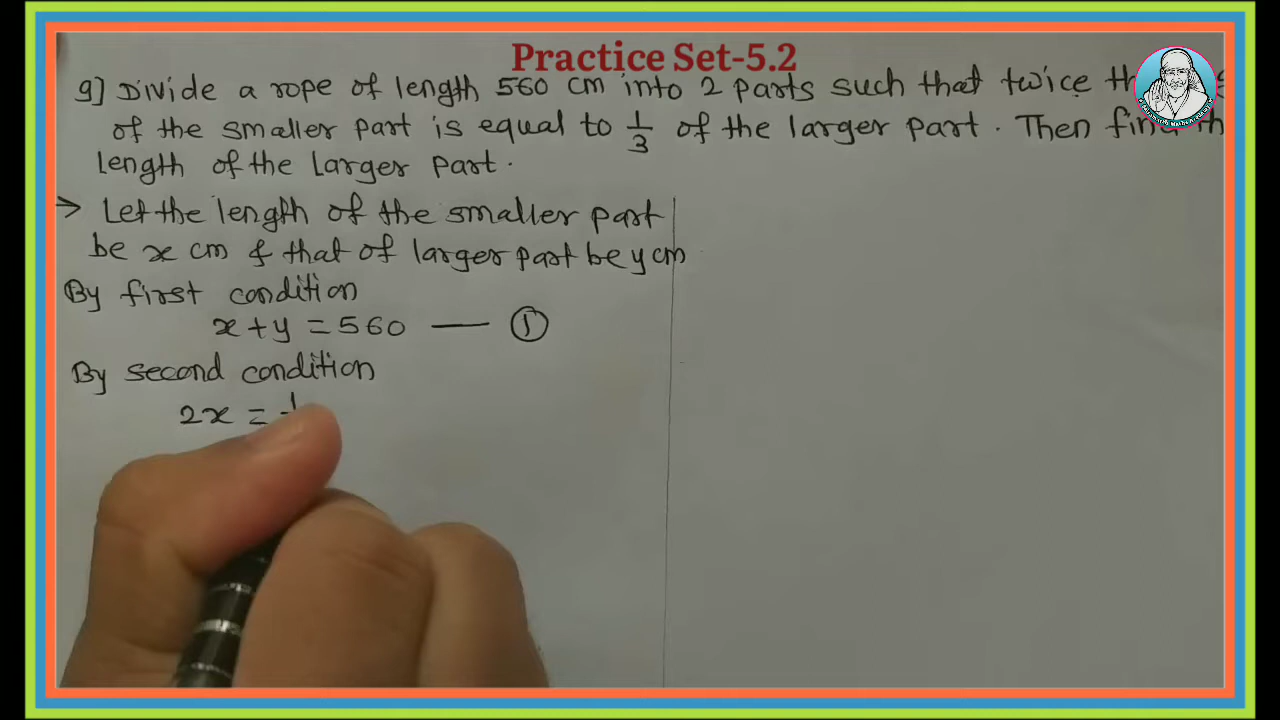 Practice Set-5.2
9] Divide a rope of length 560 cm into 2 parts such that twice
of the smaller part is equal to 1/3 of the larger part. Then find
length of the larger part.
→ Let the length of the smaller part
be x cm & that of larger part be y cm
By first condition
x+y = 560 — ①
By second condition
2x =